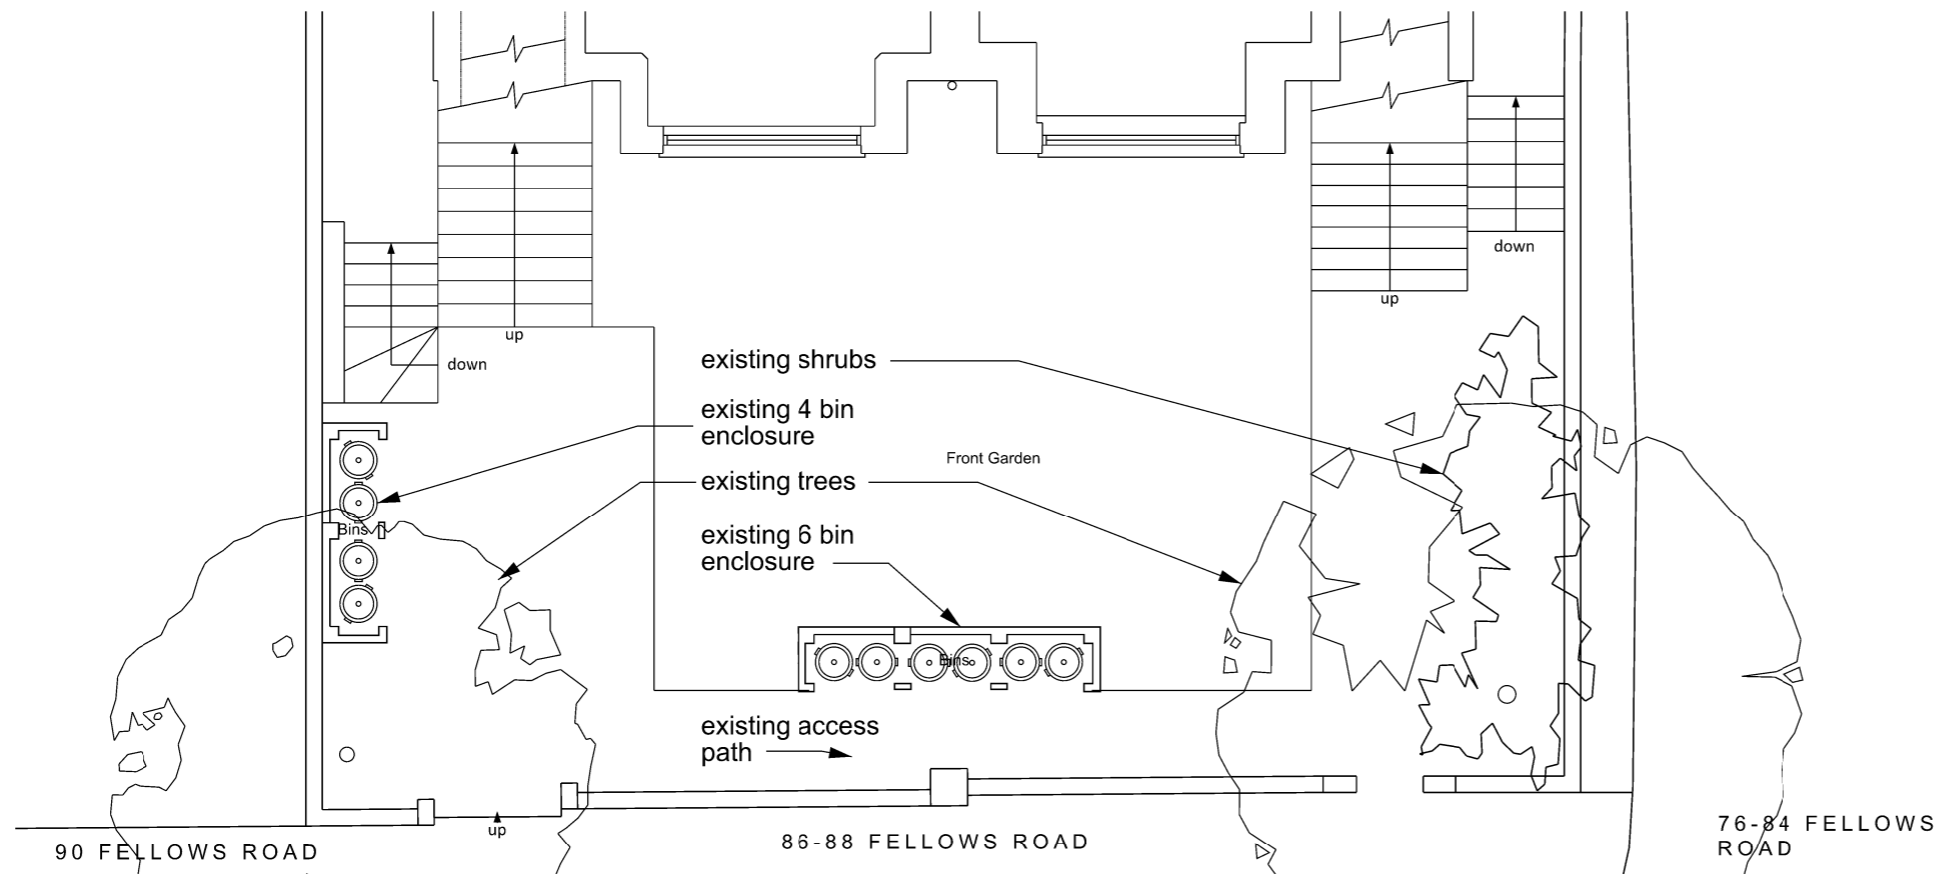 down
up
up
down
existing shrubs
existing 4 bin
enclosure
Front Garden
existing trees
Bins
existing 6 bin
enclosure
Bins
existing access
path
up
76-84 FELLOWS
ROAD
86-88 FELLOWS ROAD
90 FELLOWS ROAD